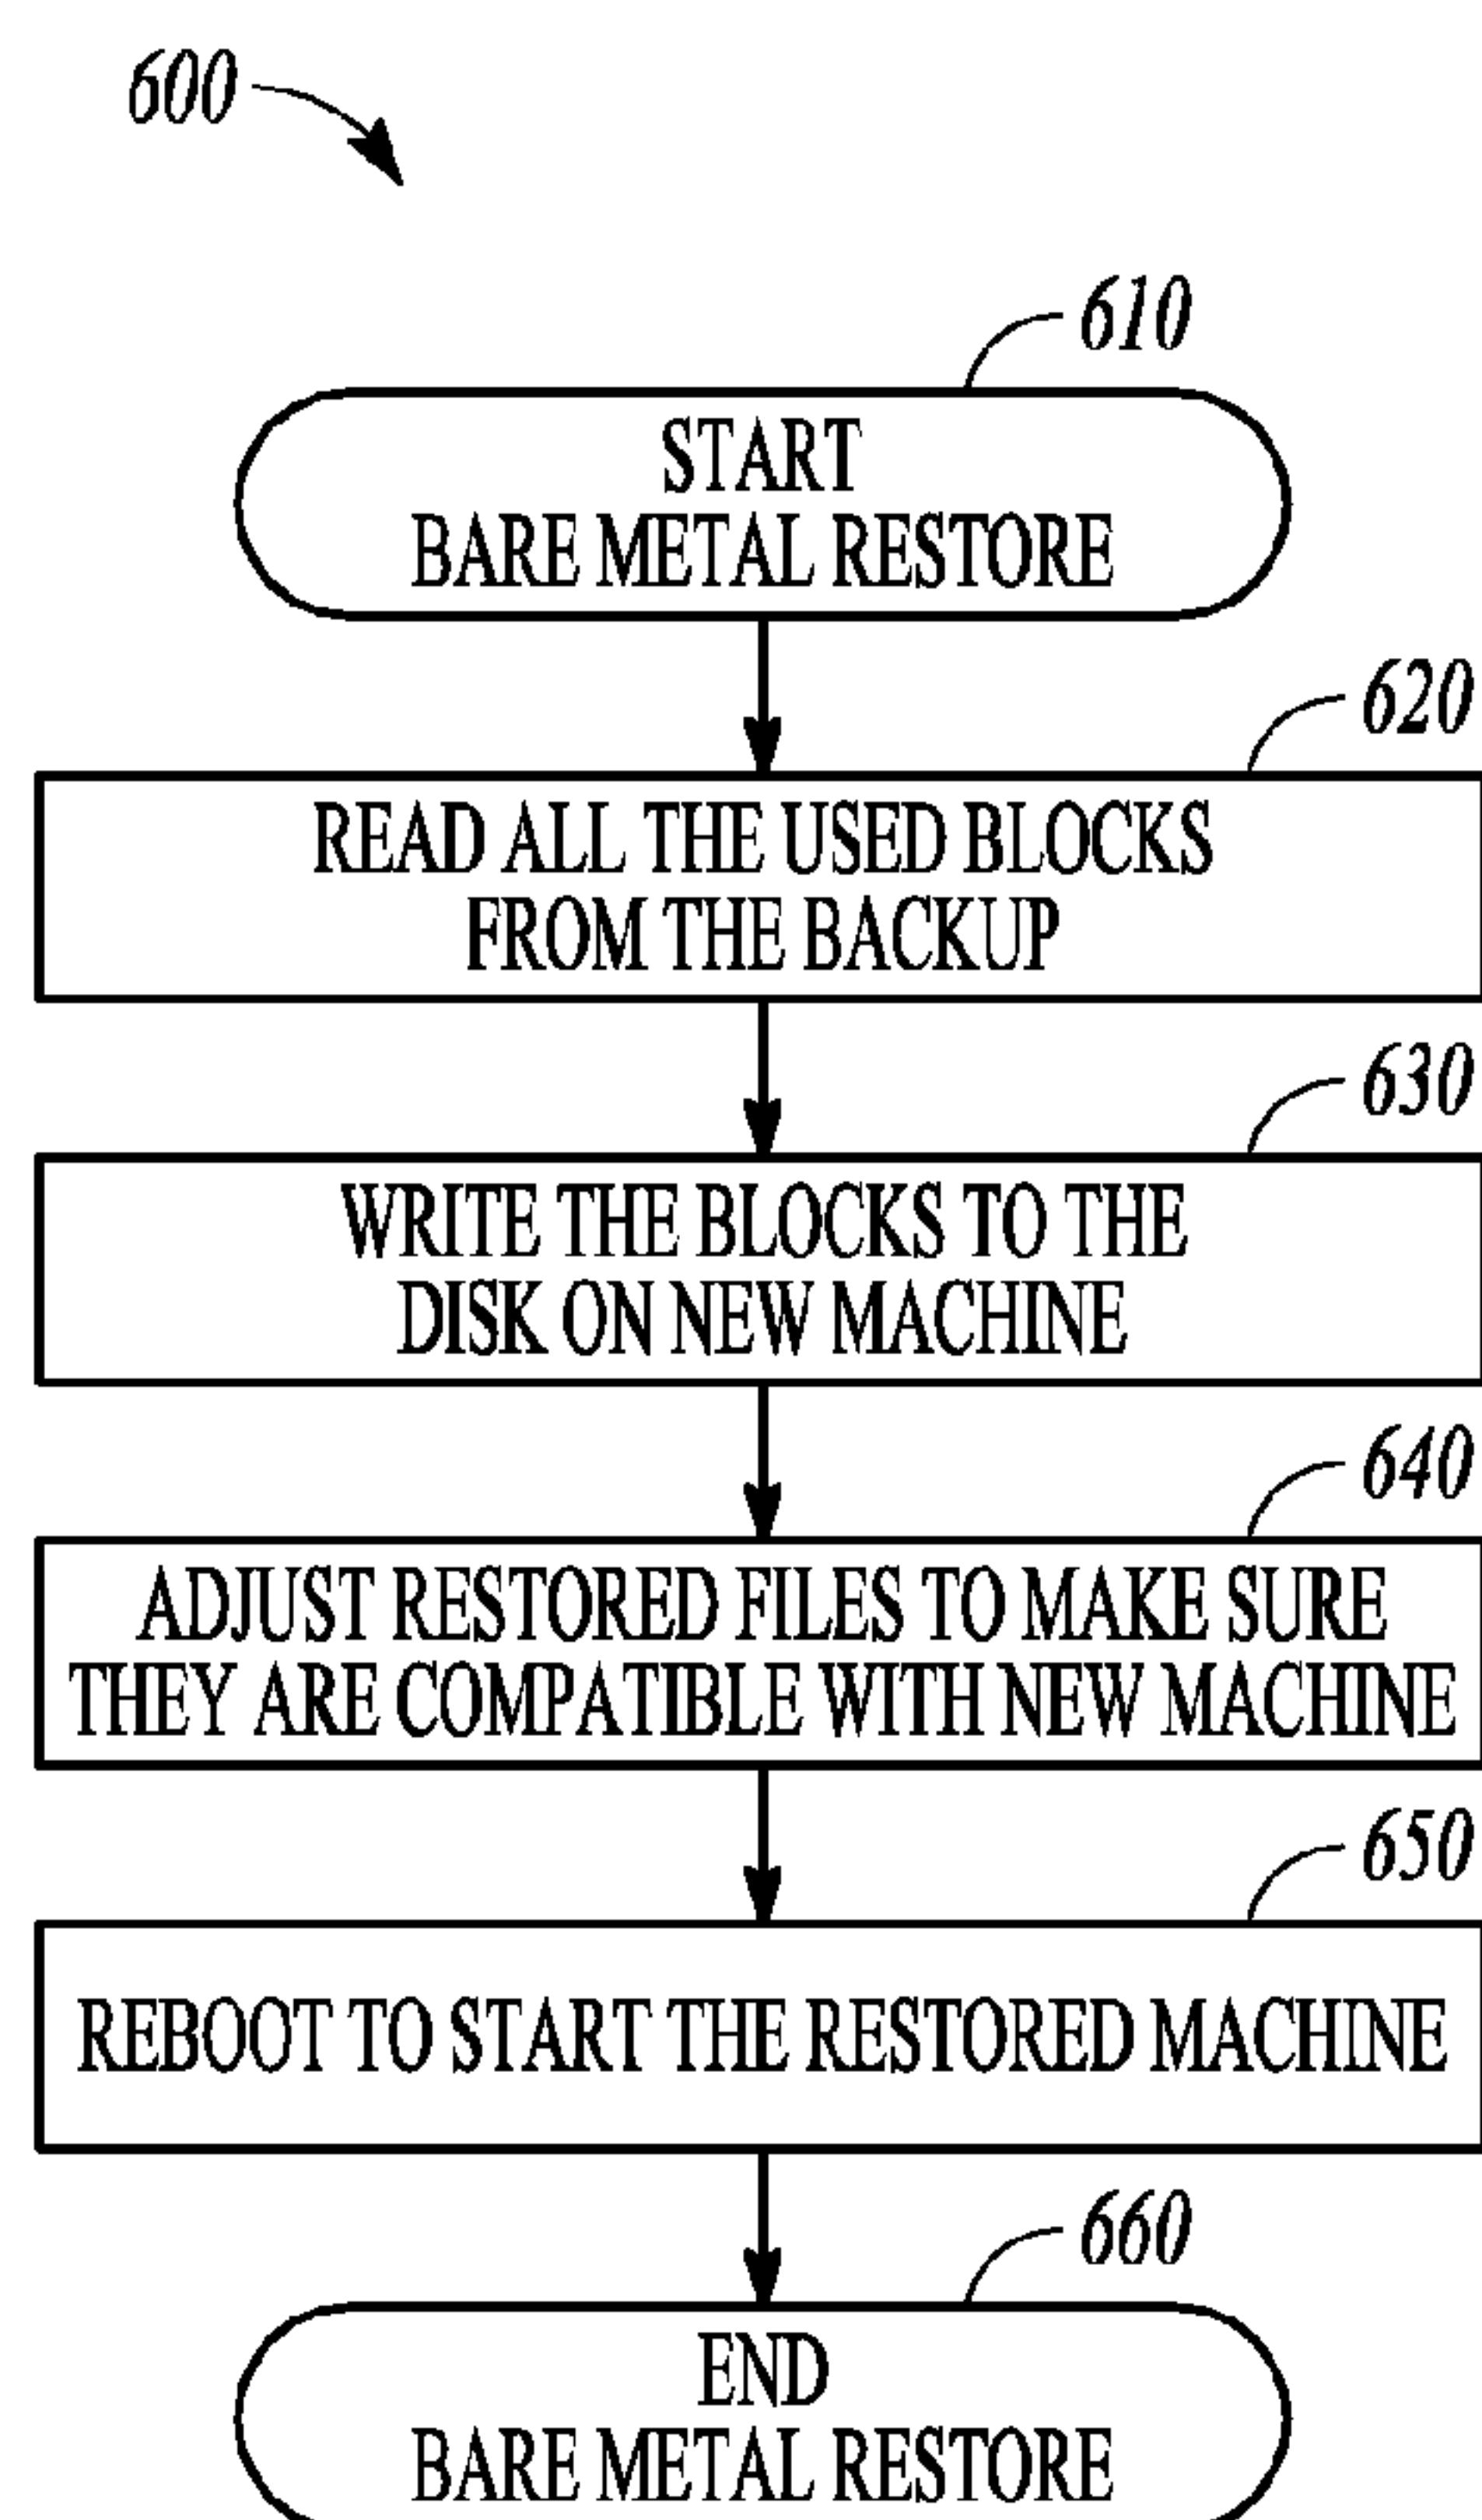 600
610
START
BARE METAL RESTORE
620
READ ALL THE USED BLOCKS
FROM THE BACKUP
630
WRITE THE BLOCKS TO THE
DISK ON NEW MACHINE
640
ADJUST RESTORED FILES TO MAKE SURE
THEY ARE COMPATIBLE WITH NEW MACHINE
650
REBOOT TO START THE RESTORED MACHINE
660
END
BARE METAL RESTORE